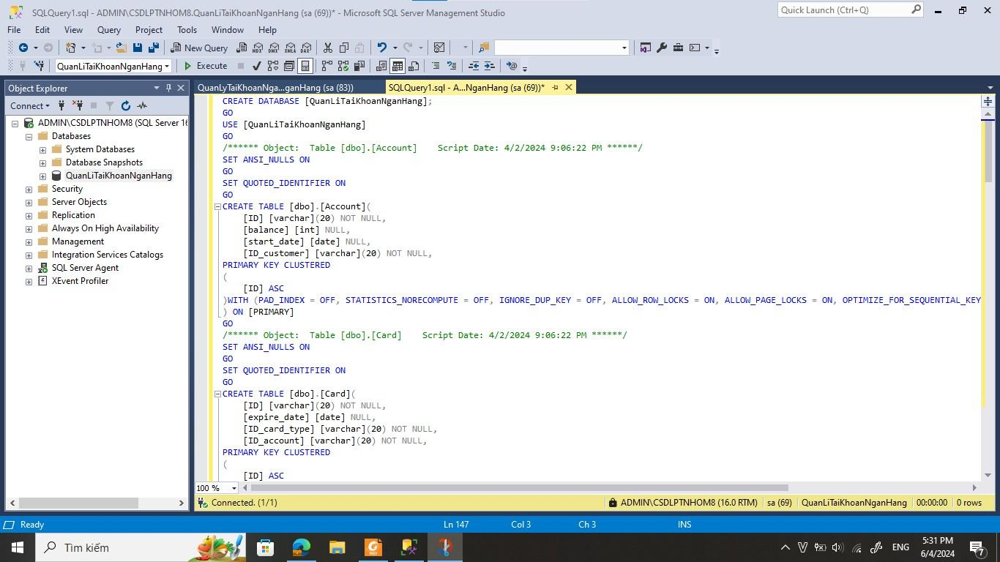 SQLQuery1.sql - ADMIN\CSDLPTNHOM8.QuanLiTaiKhoanNganHang (sa (69))* - Microsoft SQL Server Management Studio
Quick Launch (Ctrl+Q)
File Edit View Query Project Tools Window Help
New Query
MDX DMX XMLA DAX
QuanLiTaiKhoanNganHang
Execute
Object Explorer
Connect
ADMIN\CSDLPTNHOM8 (SQL Server 16
Databases
System Databases
Database Snapshots
QuanLiTaiKhoanNganHang
Security
Server Objects
Replication
Always On High Availability
Management
Integration Services Catalogs
SQL Server Agent
XEvent Profiler
QuanLyTaiKhoanNga...ganHang (sa (83))
SQLQuery1.sql - A...NganHang (sa (69))*
CREATE DATABASE [QuanLiTaiKhoanNganHang];
GO
USE [QuanLiTaiKhoanNganHang]
GO
/****** Object:  Table [dbo].[Account]    Script Date: 4/2/2024 9:06:22 PM ******/
SET ANSI_NULLS ON
GO
SET QUOTED_IDENTIFIER ON
GO
CREATE TABLE [dbo].[Account](
[ID] [varchar](20) NOT NULL,
[balance] [int] NULL,
[start_date] [date] NULL,
[ID_customer] [varchar](20) NOT NULL,
PRIMARY KEY CLUSTERED
(
[ID] ASC
)WITH (PAD_INDEX = OFF, STATISTICS_NORECOMPUTE = OFF, IGNORE_DUP_KEY = OFF, ALLOW_ROW_LOCKS = ON, ALLOW_PAGE_LOCKS = ON, OPTIMIZE_FOR_SEQUENTIAL_KEY
) ON [PRIMARY]
GO
/****** Object:  Table [dbo].[Card]    Script Date: 4/2/2024 9:06:22 PM ******/
SET ANSI_NULLS ON
GO
SET QUOTED_IDENTIFIER ON
GO
CREATE TABLE [dbo].[Card](
[ID] [varchar](20) NOT NULL,
[expire_date] [date] NULL,
[ID_card_type] [varchar](20) NOT NULL,
[ID_account] [varchar](20) NOT NULL,
PRIMARY KEY CLUSTERED
(
[ID] ASC
100 %
Connected. (1/1)
ADMIN\CSDLPTNHOM8 (16.0 RTM) sa (69) QuanLiTaiKhoanNganHang 00:00:00 0 rows
Ready
Ln 147 Col 3 Ch 3 INS
Tìm kiếm
ENG
5:31 PM
6/4/2024
7